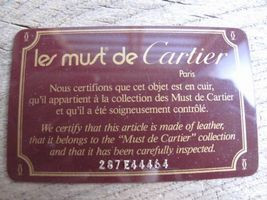 les must de Cartier
Paris
Nous certifions que cet objet est en cuir,
qu'il appartient à la collection des Must de Cartier
et qu'il a été soigneusement contrôlé.
We certify that this article is made of leather,
that it belongs to the "Must de Cartier" collection
and that it has been carefully inspected.
287E44464